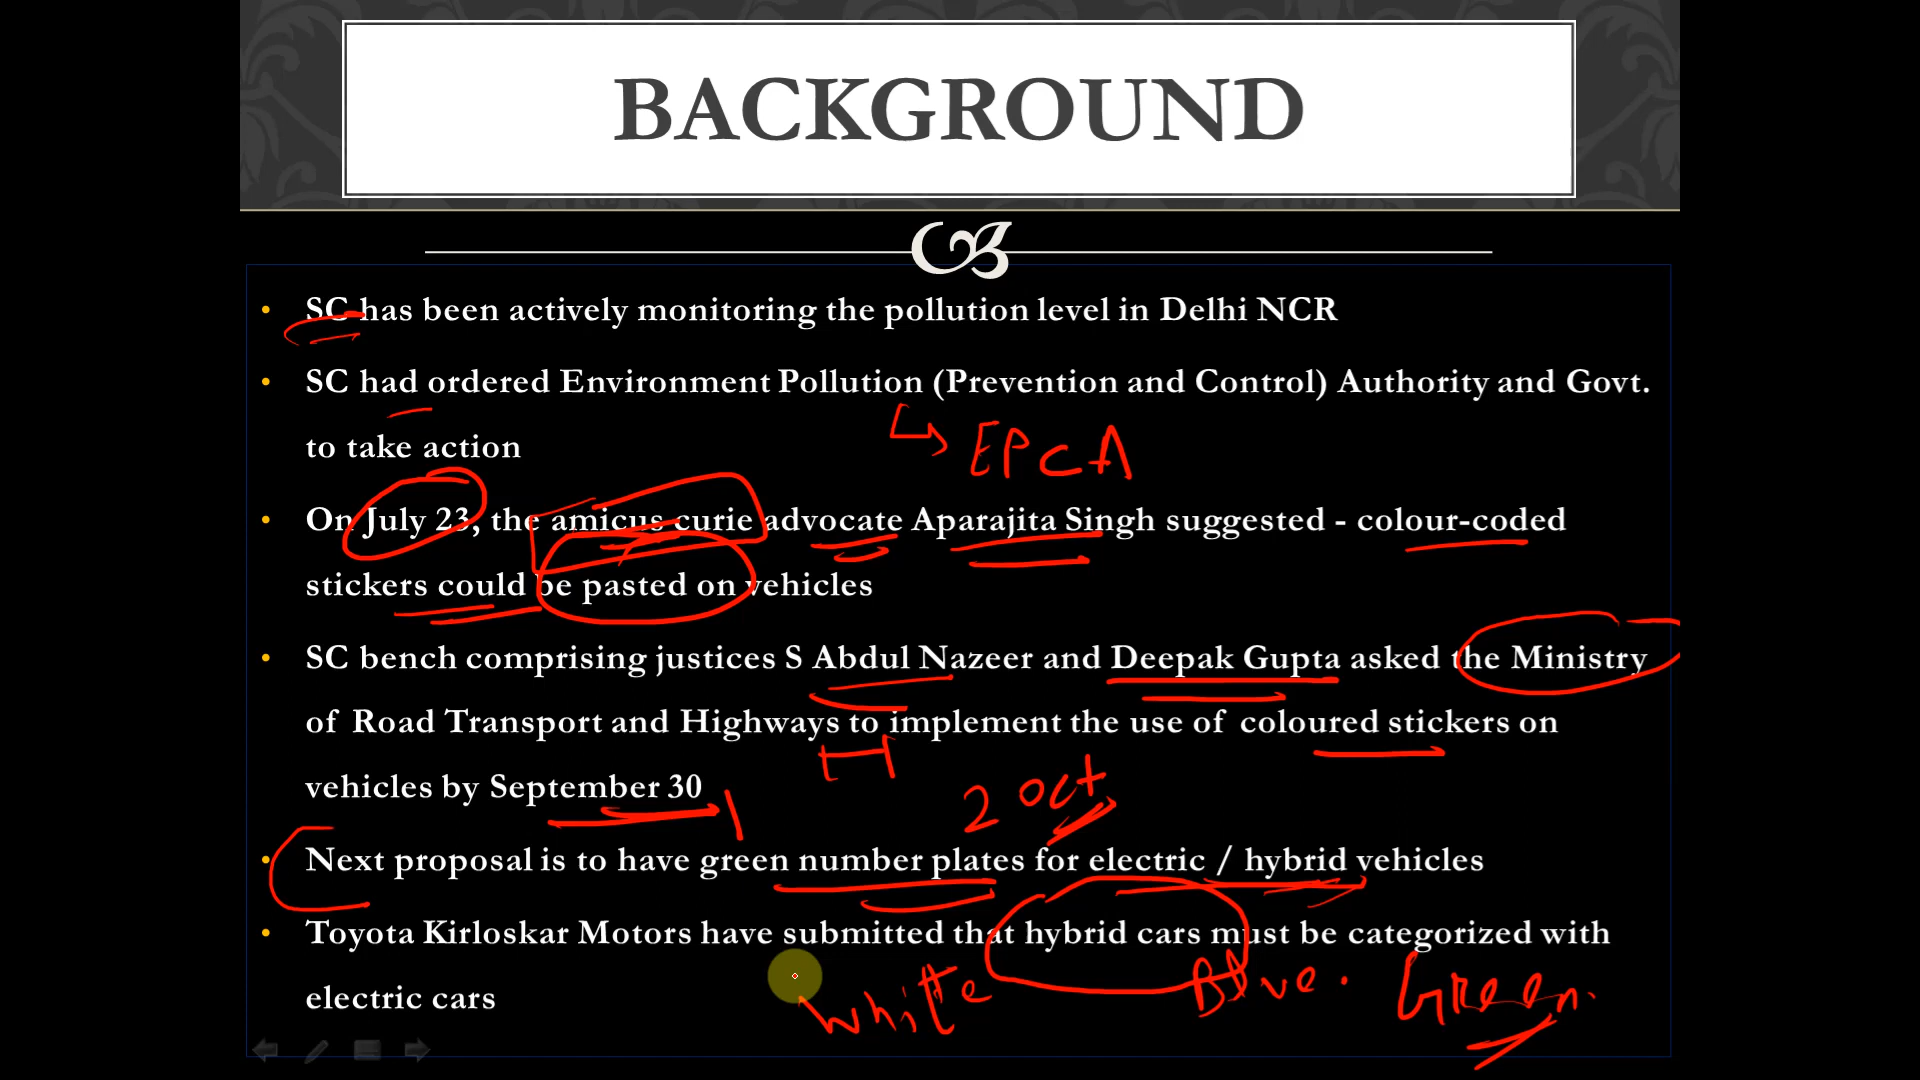 BACKGROUND
• SC has been actively monitoring the pollution level in Delhi NCR
• SC had ordered Environment Pollution (Prevention and Control) Authority and Govt.
to take action
EPCA
• On July 23, the amicus curie advocate Aparajita Singh suggested - colour-coded
stickers could be pasted on vehicles
• SC bench comprising justices S Abdul Nazeer and Deepak Gupta asked the Ministry
of Road Transport and Highways to implement the use of coloured stickers on
vehicles by September 30
2 Oct
• Next proposal is to have green number plates for electric / hybrid vehicles
• Toyota Kirloskar Motors have submitted that hybrid cars must be categorized with
electric cars
White Blue. Green.